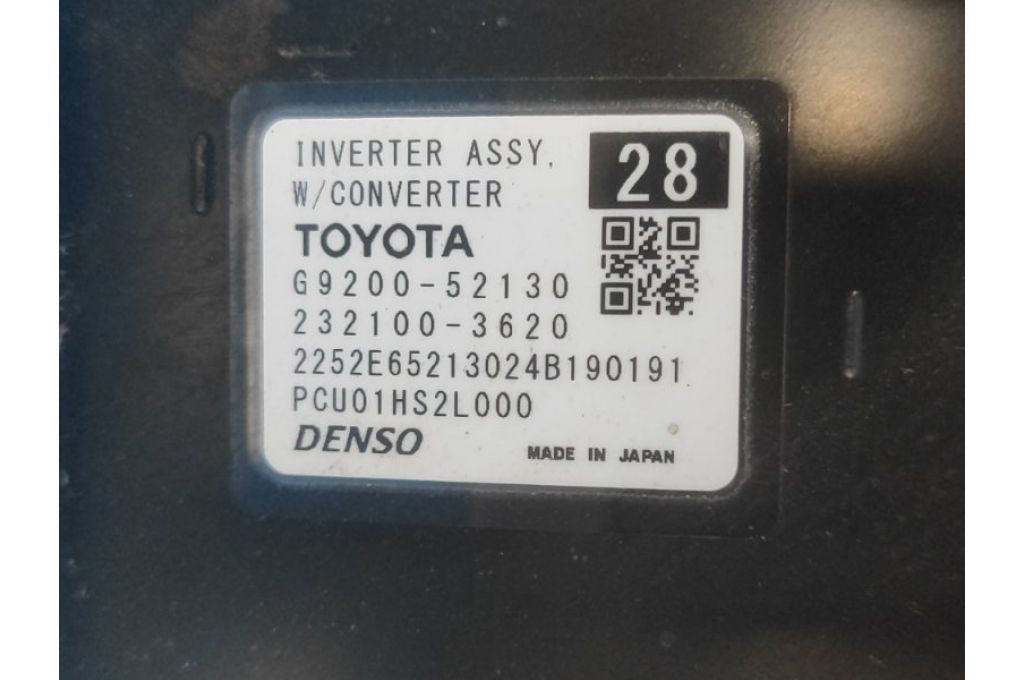 INVERTER ASSY,
W/CONVERTER
28
TOYOTA
G9200-52130
232100-3620
2252E65213024B190191
PCU01HS2L000
DENSO
MADE IN JAPAN